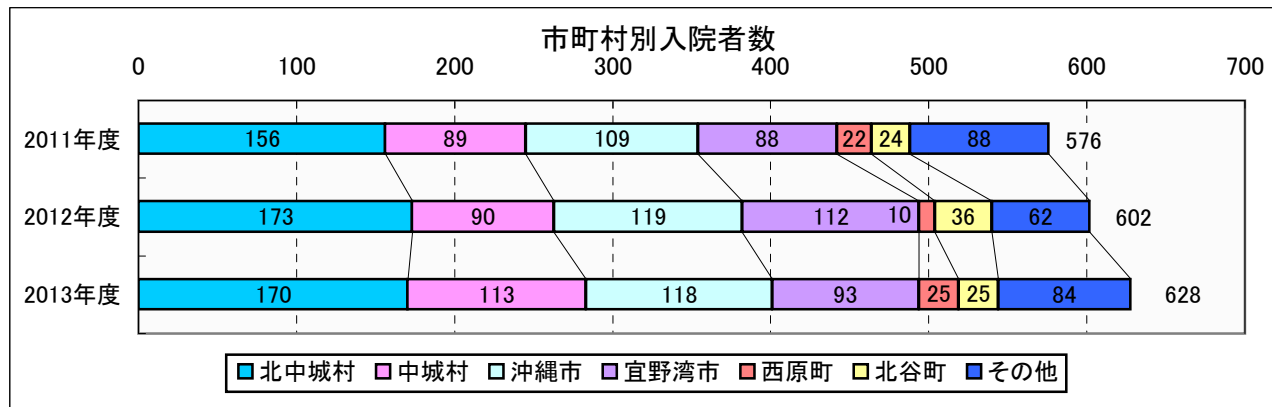 市町村別入院者数
0 100 200 300 400 500 600 700
2011年度 156 89 109 88 22 24 88 576
2012年度 173 90 119 112 10 36 62 602
2013年度 170 113 118 93 25 25 84 628
北中城村 中城村 沖縄市 宜野湾市 西原町 北谷町 その他